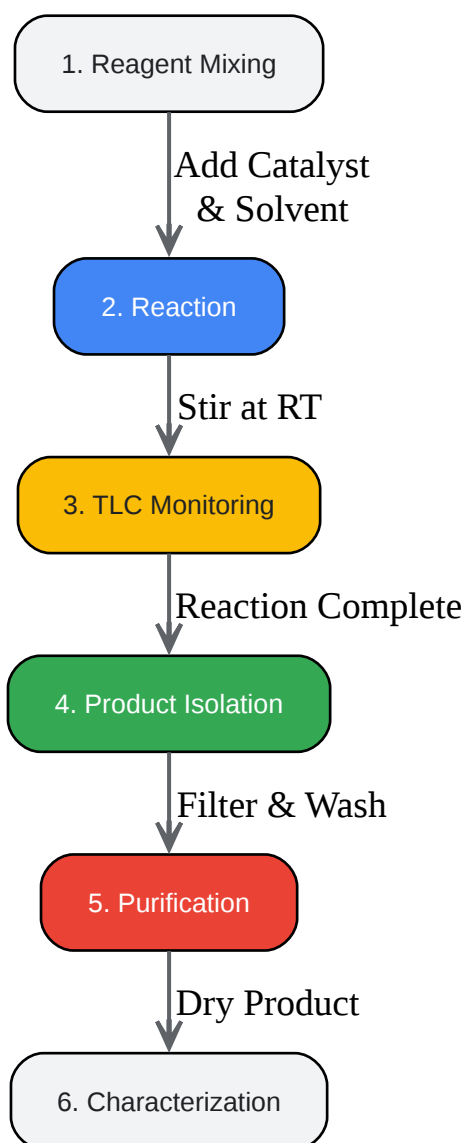 1. Reagent Mixing
Add Catalyst
& Solvent
2. Reaction
Stir at RT
3. TLC Monitoring
Reaction Complete
4. Product Isolation
Filter & Wash
5. Purification
Dry Product
6. Characterization